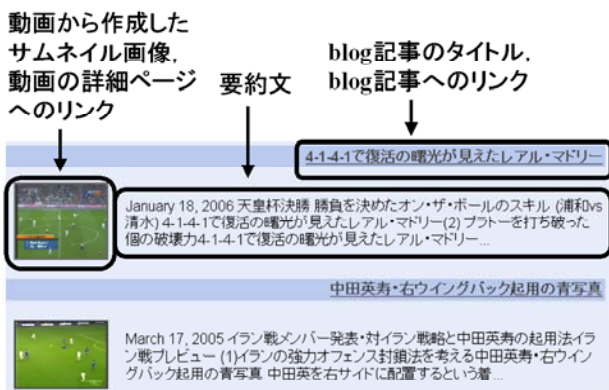 動画から作成した
サムネイル画像,
動画の詳細ページ
へのリンク
要約文
blog記事のタイトル,
blog記事へのリンク
4-1-4-1で復活の曙光が見えたレアル・マドリー
January 18, 2006 天皇杯決勝 勝負を決めたオン・ザ・ボールのスキル (浦和vs
清水) 4-1-4-1で復活の曙光が見えたレアル・マドリー(2) プラトーを打ち破った
個の破壊力4-1-4-1で復活の曙光が見えたレアル・マドリー...
中田英寿・右ウイングバック起用の青写真
March 17, 2005 イラン戦メンバー発表・対イラン戦略と中田英寿の起用法イラ
ン戦プレビュー (1)イランの強力オフェンス封鎖法を考える中田英寿・右ウイン
グバック起用の青写真 中田英を右サイドに配置するという着...